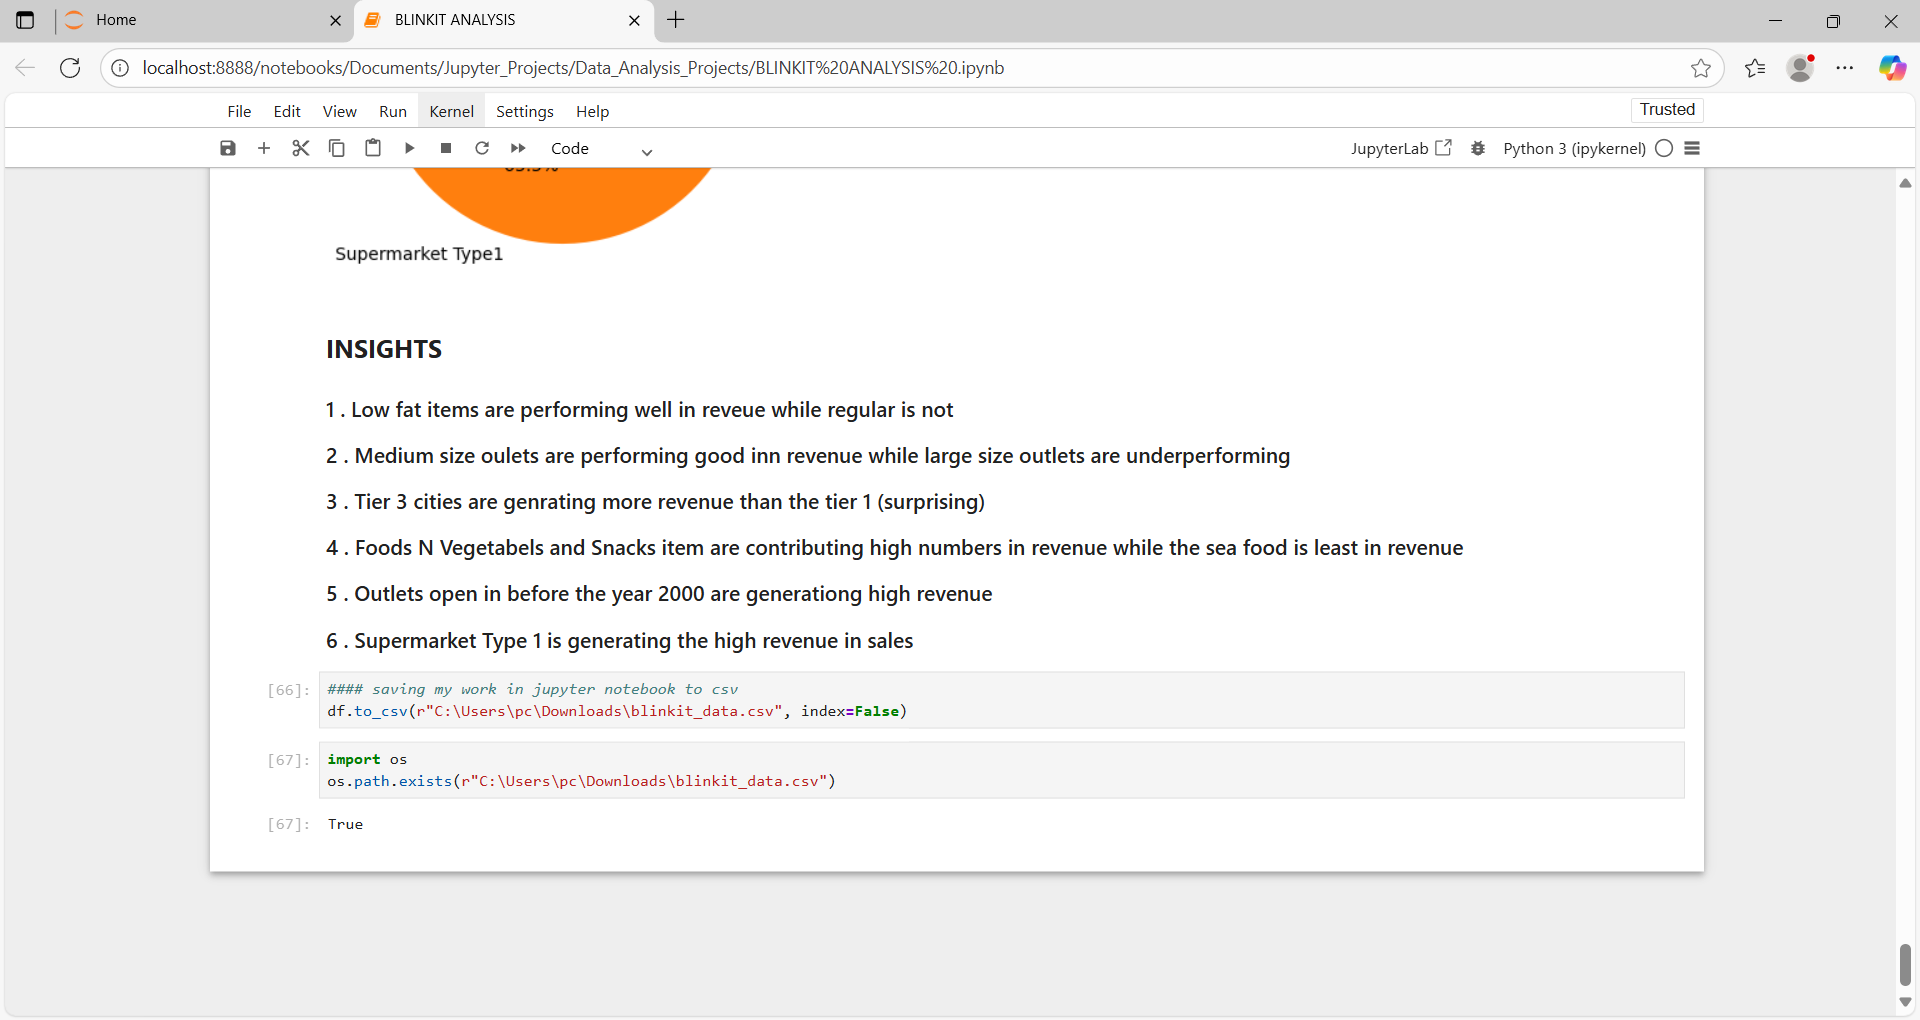 Home
BLINKIT ANALYSIS
localhost:8888/notebooks/Documents/Jupyter_Projects/Data_Analysis_Projects/BLINKIT%20ANALYSIS%20.ipynb
File Edit View Run Kernel Settings Help
Trusted
Code
JupyterLab
Python 3 (ipykernel)
Supermarket Type1
INSIGHTS
1 . Low fat items are performing well in reveue while regular is not
2 . Medium size oulets are performing good inn revenue while large size outlets are underperforming
3 . Tier 3 cities are genrating more revenue than the tier 1 (surprising)
4 . Foods N Vegetabels and Snacks item are contributing high numbers in revenue while the sea food is least in revenue
5 . Outlets open in before the year 2000 are generationg high revenue
6 . Supermarket Type 1 is generating the high revenue in sales
[66]: #### saving my work in jupyter notebook to csv
df.to_csv(r"C:\Users\pc\Downloads\blinkit_data.csv", index=False)
[67]: import os
os.path.exists(r"C:\Users\pc\Downloads\blinkit_data.csv")
[67]: True